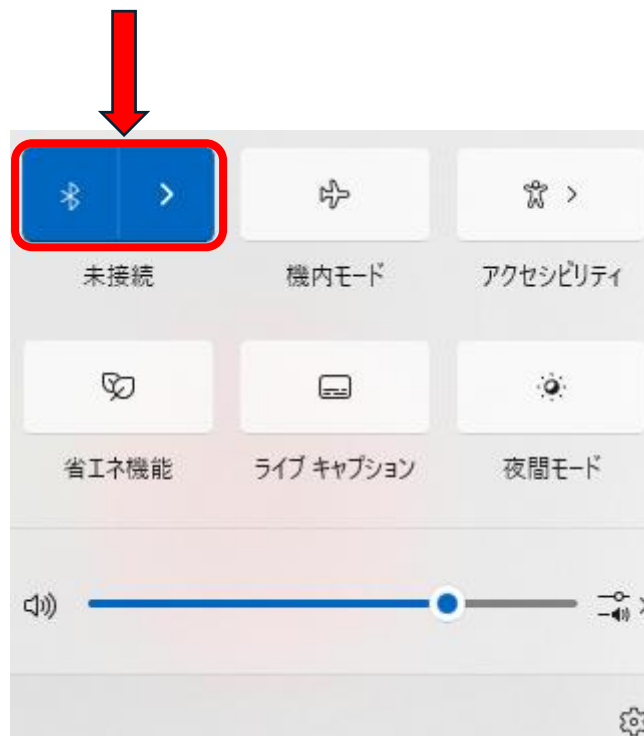 未接続
機内モード
アクセシビリティ
省エネ機能
ライブ キャプション
夜間モード